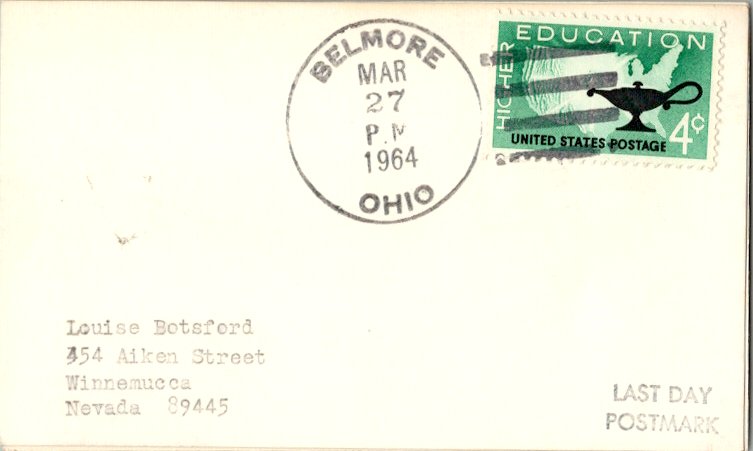 BELMORE
MAR
27
P.M
1964
OHIO
HIGHER EDUCATION
UNITED STATES POSTAGE
4¢
Louise Botsford
454 Aiken Street
Winnemucca
Nevada 89445
LAST DAY
POSTMARK